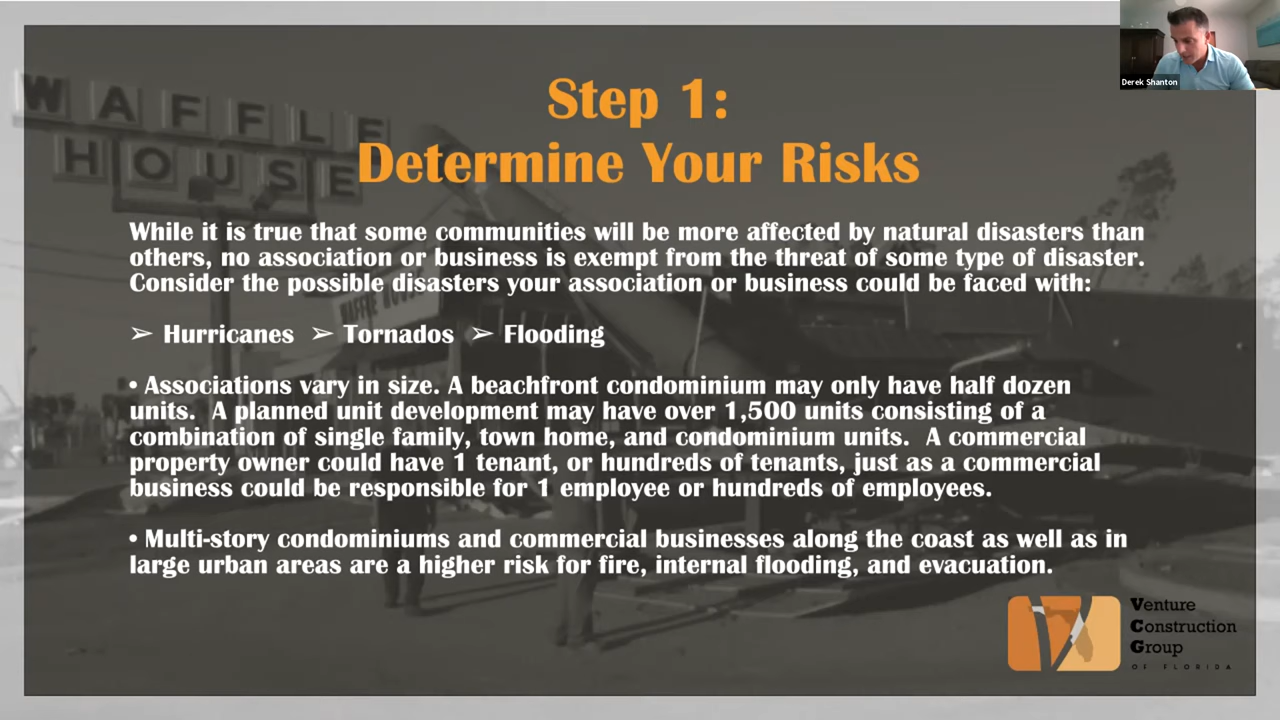 Derek Shanton
WAFFLE
HOUSE
Step 1:
Determine Your Risks
While it is true that some communities will be more affected by natural disasters than
others, no association or business is exempt from the threat of some type of disaster.
Consider the possible disasters your association or business could be faced with:
WAFFLE HOUSE
➢ Hurricanes ➢ Tornados ➢ Flooding
• Associations vary in size. A beachfront condominium may only have half dozen
units. A planned unit development may have over 1,500 units consisting of a
combination of single family, town home, and condominium units. A commercial
property owner could have 1 tenant, or hundreds of tenants, just as a commercial
business could be responsible for 1 employee or hundreds of employees.
• Multi-story condominiums and commercial businesses along the coast as well as in
large urban areas are a higher risk for fire, internal flooding, and evacuation.
Venture
Construction
Group
OF FLORIDA